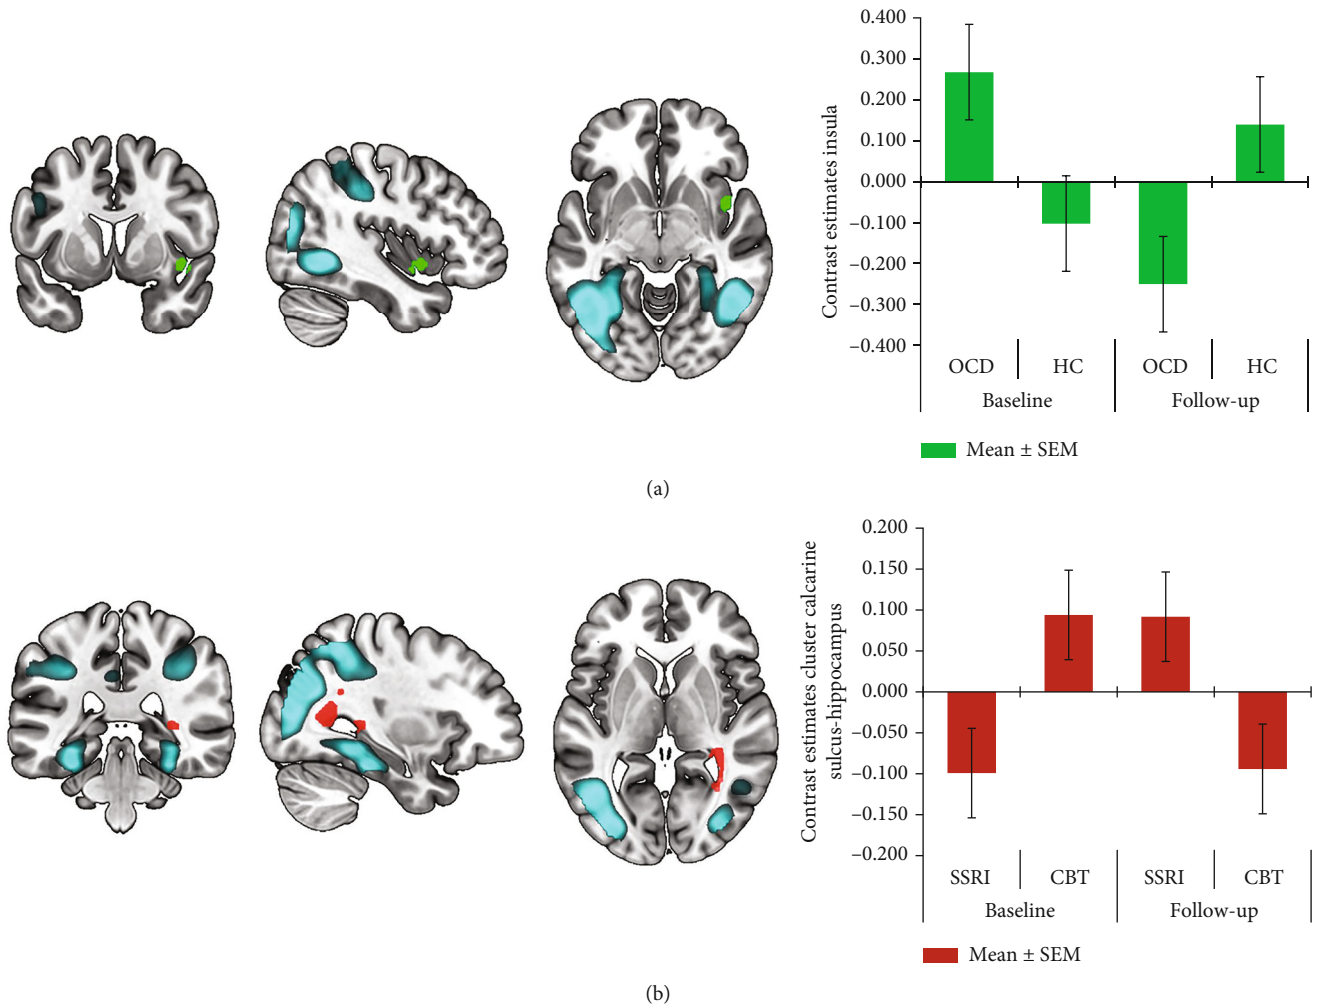 0.400
0.300
0.200
0.100
0.000
−0.100
−0.200
−0.300
−0.400
Contrast estimates insula
OCD HC OCD HC
Baseline Follow-up
Mean ± SEM
(a)
0.200
0.150
0.100
0.050
0.000
−0.050
−0.100
−0.150
−0.200
Contrast estimates cluster calcarine
sulcus-hippocampus
SSRI CBT SSRI CBT
Baseline Follow-up
Mean ± SEM
(b)